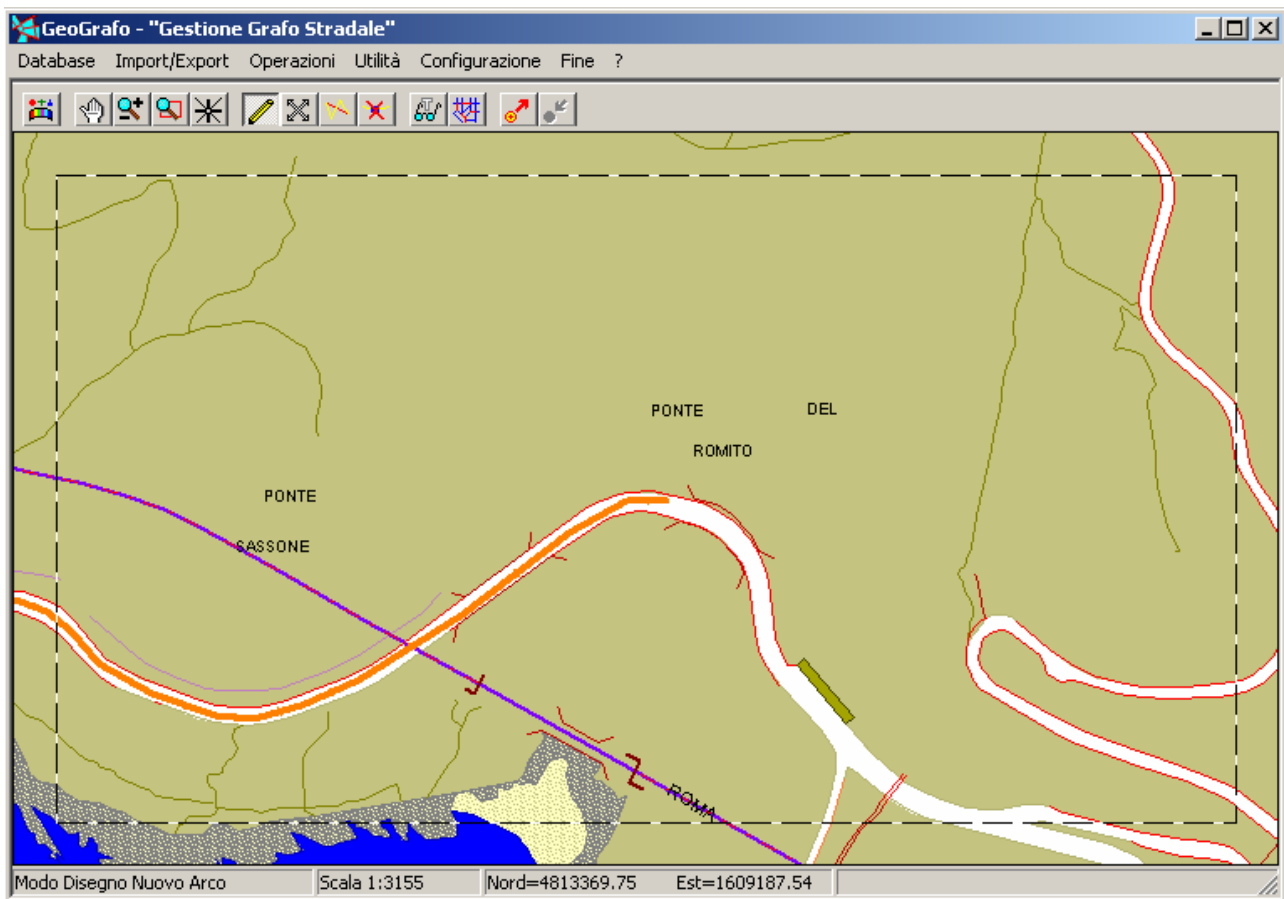 GeoGrafo - "Gestione Grafo Stradale"
Database Import/Export Operazioni Utilità Configurazione Fine ?
PONTE DEL
ROMITO
PONTE
SASSONE
ROMA
Modo Disegno Nuovo Arco Scala 1:3155 Nord=4813369.75 Est=1609187.54